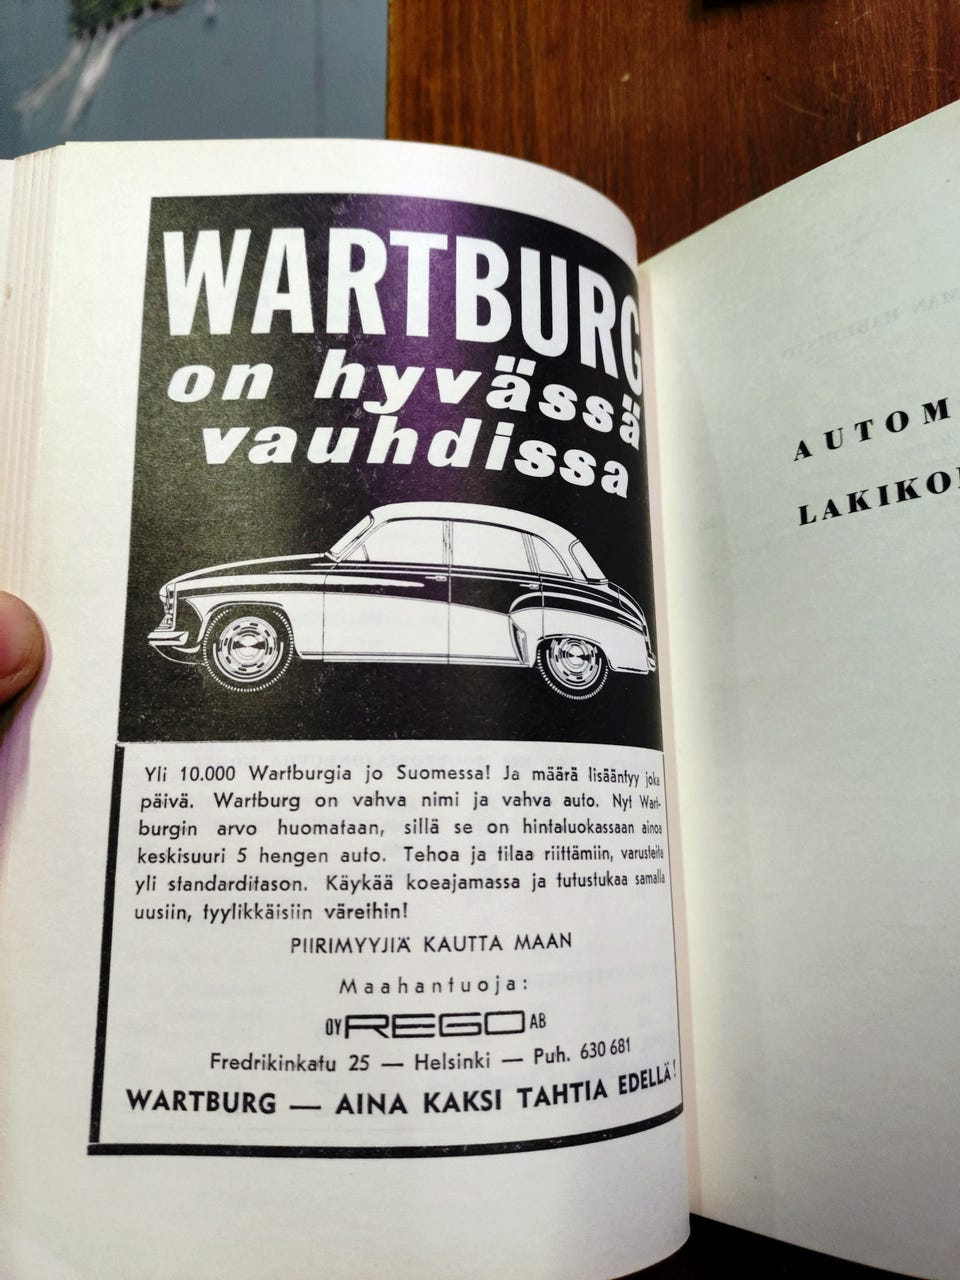 WARTBURG
on hyvässä
vauhdissa
Yli 10.000 Wartburgia jo Suomessa! Ja määrä lisääntyy joka
päivä. Wartburg on vahva nimi ja vahva auto. Nyt Wart-
burgin arvo huomataan, sillä se on hintaluokassaan ainoa
keskisuuri 5 hengen auto. Tehoa ja tilaa riittämiin, varusteita
yli standarditason. Käykää koeajamassa ja tutustukaa samalla
uusiin, tyylikkäisiin väreihin!
PIIRIMYYJIÄ KAUTTA MAAN
Maahantuoja:
OY REGO AB
Fredrikinkatu 25 — Helsinki — Puh. 630 681
WARTBURG — AINA KAKSI TAHTIA EDELLÄ!
AUTOM
LAKIKO